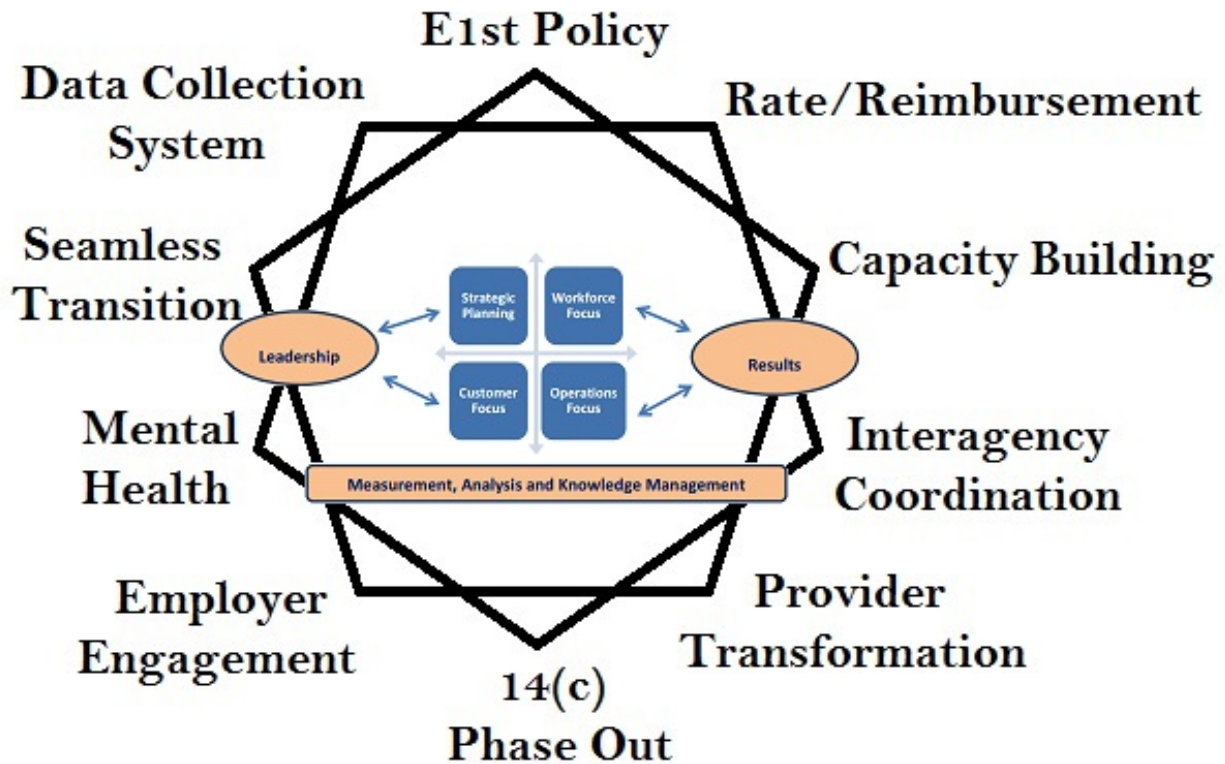 E1st Policy
Data Collection
System
Rate/Reimbursement
Seamless
Transition
Capacity Building
Strategic
Planning
Workforce
Focus
Leadership
Results
Customer
Focus
Operations
Focus
Mental
Health
Interagency
Coordination
Measurement, Analysis and Knowledge Management
Employer
Engagement
Provider
Transformation
14(c)
Phase Out